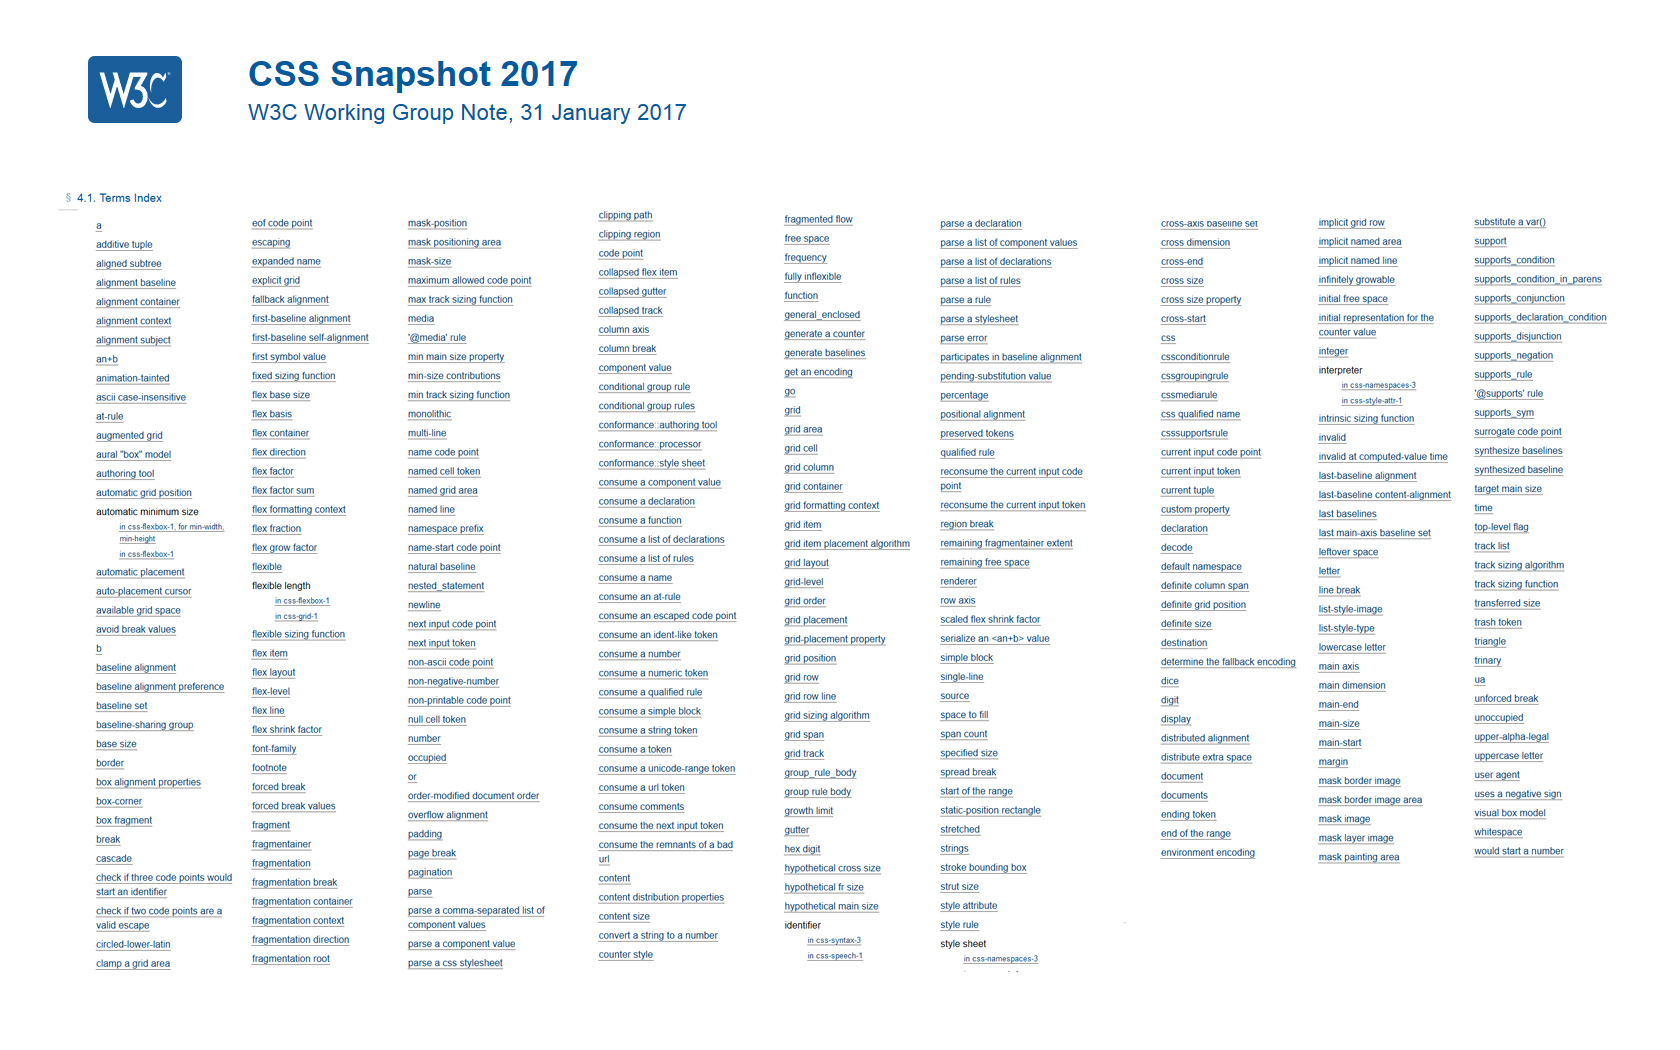 W3C
CSS Snapshot 2017
W3C Working Group Note, 31 January 2017
§ 4.1. Terms Index
a
additive tuple
aligned subtree
alignment baseline
alignment container
alignment context
alignment subject
an+b
animation-tainted
ascii case-insensitive
at-rule
augmented grid
aural "box" model
authoring tool
automatic grid position
automatic minimum size
in css-flexbox-1, for min-width,
min-height
in css-flexbox-1
automatic placement
auto-placement cursor
available grid space
avoid break values
b
baseline alignment
baseline alignment preference
baseline set
baseline-sharing group
base size
border
box alignment properties
box-corner
box fragment
break
cascade
check if three code points would
start an identifier
check if two code points are a
valid escape
circled-lower-latin
clamp a grid area
eof code point
escaping
expanded name
explicit grid
fallback alignment
first-baseline alignment
first-baseline self-alignment
first symbol value
fixed sizing function
flex base size
flex basis
flex container
flex direction
flex factor
flex factor sum
flex formatting context
flex fraction
flex grow factor
flexible
flexible length
in css-flexbox-1
in css-grid-1
flexible sizing function
flex item
flex layout
flex-level
flex line
flex shrink factor
font-family
footnote
forced break
forced break values
fragment
fragmentainer
fragmentation
fragmentation break
fragmentation container
fragmentation context
fragmentation direction
fragmentation root
mask-position
mask positioning area
mask-size
maximum allowed code point
max track sizing function
media
'@media' rule
min main size property
min-size contributions
min track sizing function
monolithic
multi-line
name code point
named cell token
named grid area
named line
namespace prefix
name-start code point
natural baseline
nested_statement
newline
next input code point
next input token
non-ascii code point
non-negative-number
non-printable code point
null cell token
number
occupied
or
order-modified document order
overflow alignment
padding
page break
pagination
parse
parse a comma-separated list of
component values
parse a component value
parse a css stylesheet
clipping path
clipping region
code point
collapsed flex item
collapsed gutter
collapsed track
column axis
column break
component value
conditional group rule
conditional group rules
conformance::authoring tool
conformance::processor
conformance::style sheet
consume a component value
consume a declaration
consume a function
consume a list of declarations
consume a list of rules
consume a name
consume an at-rule
consume an escaped code point
consume an ident-like token
consume a number
consume a numeric token
consume a qualified rule
consume a simple block
consume a string token
consume a token
consume a unicode-range token
consume a url token
consume comments
consume the next input token
consume the remnants of a bad
url
content
content distribution properties
content size
convert a string to a number
counter style
fragmented flow
free space
frequency
fully inflexible
function
general_enclosed
generate a counter
generate baselines
get an encoding
go
grid
grid area
grid cell
grid column
grid container
grid formatting context
grid item
grid item placement algorithm
grid layout
grid-level
grid order
grid placement
grid-placement property
grid position
grid row
grid row line
grid sizing algorithm
grid span
grid track
group_rule_body
group rule body
growth limit
gutter
hex digit
hypothetical cross size
hypothetical fr size
hypothetical main size
identifier
in css-syntax-3
in css-speech-1
parse a declaration
parse a list of component values
parse a list of declarations
parse a list of rules
parse a rule
parse a stylesheet
parse error
participates in baseline alignment
pending-substitution value
percentage
positional alignment
preserved tokens
qualified rule
reconsume the current input code
point
reconsume the current input token
region break
remaining fragmentainer extent
remaining free space
renderer
row axis
scaled flex shrink factor
serialize an <an+b> value
simple block
single-line
source
space to fill
span count
specified size
spread break
start of the range
static-position rectangle
stretched
strings
stroke bounding box
strut size
style attribute
style rule
style sheet
in css-namespaces-3
cross-axis baseline set
cross dimension
cross-end
cross size
cross size property
cross-start
css
cssconditionrule
cssgroupingrule
cssmediarule
css qualified name
csssupportsrule
current input code point
current input token
current tuple
custom property
declaration
decode
default namespace
definite column span
definite grid position
definite size
destination
determine the fallback encoding
dice
digit
display
distributed alignment
distribute extra space
document
documents
ending token
end of the range
environment encoding
implicit grid row
implicit named area
implicit named line
infinitely growable
initial free space
initial representation for the
counter value
integer
interpreter
in css-namespaces-3
in css-style-attr-1
intrinsic sizing function
invalid
invalid at computed-value time
last-baseline alignment
last-baseline content-alignment
last baselines
last main-axis baseline set
leftover space
letter
line break
list-style-image
list-style-type
lowercase letter
main axis
main dimension
main-end
main-size
main-start
margin
mask border image
mask border image area
mask image
mask layer image
mask painting area
substitute a var()
support
supports_condition
supports_condition_in_parens
supports_conjunction
supports_declaration_condition
supports_disjunction
supports_negation
supports_rule
'@supports' rule
supports_sym
surrogate code point
synthesize baselines
synthesized baseline
target main size
time
top-level flag
track list
track sizing algorithm
track sizing function
transferred size
trash token
triangle
trinary
ua
unforced break
unoccupied
upper-alpha-legal
uppercase letter
user agent
uses a negative sign
visual box model
whitespace
would start a number